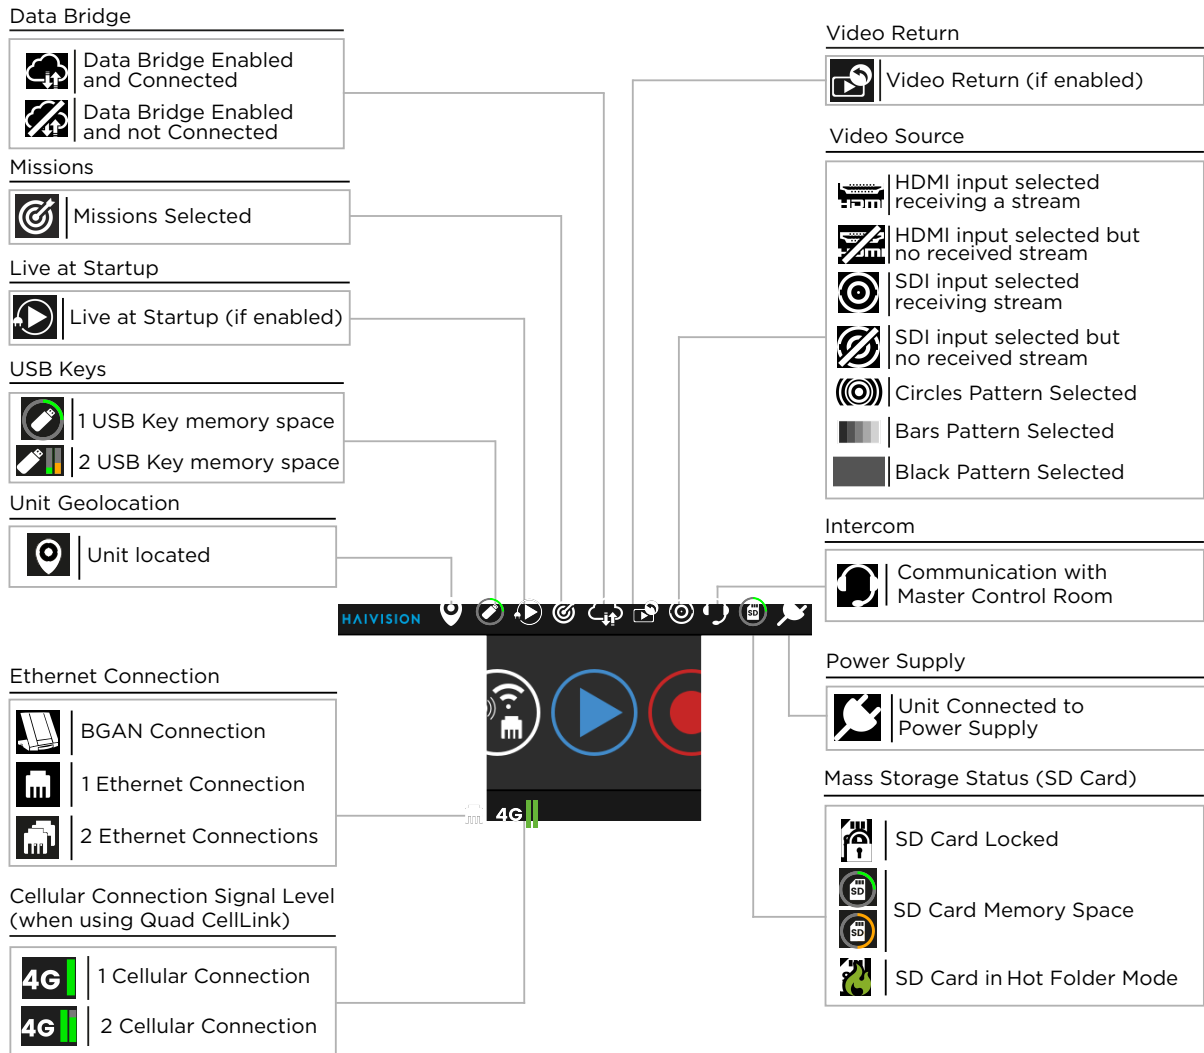 Data Bridge
Data Bridge Enabled
and Connected
Data Bridge Enabled
and not Connected
Missions
Missions Selected
Live at Startup
Live at Startup (if enabled)
USB Keys
1 USB Key memory space
2 USB Key memory space
Unit Geolocation
Unit located
HAIVISION
SD
Ethernet Connection
BGAN Connection
1 Ethernet Connection
2 Ethernet Connections
4G
Cellular Connection Signal Level
(when using Quad CellLink)
4G
1 Cellular Connection
4G
2 Cellular Connection
Video Return
Video Return (if enabled)
Video Source
HDMI input selected
receiving a stream
HDMI input selected but
no received stream
SDI input selected
receiving stream
SDI input selected but
no received stream
Circles Pattern Selected
Bars Pattern Selected
Black Pattern Selected
Intercom
Communication with
Master Control Room
Power Supply
Unit Connected to
Power Supply
Mass Storage Status (SD Card)
SD Card Locked
SD
SD
SD Card Memory Space
SD Card in Hot Folder Mode